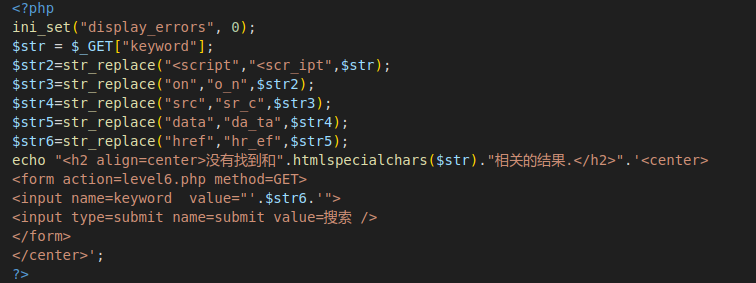 <?php
ini_set("display_errors", 0);
$str = $_GET["keyword"];
$str2=str_replace("<script","<scr_ipt",$str);
$str3=str_replace("on","o_n",$str2);
$str4=str_replace("src","sr_c",$str3);
$str5=str_replace("data","da_ta",$str4);
$str6=str_replace("href","hr_ef",$str5);
echo "<h2 align=center>没有找到和".htmlspecialchars($str)."相关的结果.</h2>".'<center>
<form action=level6.php method=GET>
<input name=keyword  value="'.$str6.'">
<input type=submit name=submit value=搜索 />
</form>
</center>';
?>